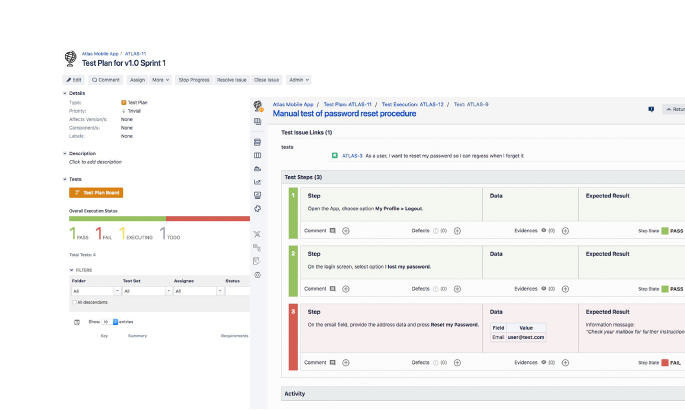 Atlas Mobile App / ATLAS-11
Test Plan for v1.0 Sprint 1
Edit Comment Assign More Stop Progress Resolve Issue Close Issue Admin
Details
Type: Test Plan
Priority: Trivial
Affects Version/s: None
Component/s: None
Labels: None
Description
Click to add description
Tests
Test Plan Board
Overall Execution Status
1 PASS 1 FAIL 1 EXECUTING 1 TODO
Total Tests: 4
FILTERS
Folder Test Set Assignee Status
All All All
All descendants
Show 10 entries
Key Summary Requirements
Atlas Mobile App / Test Plan: ATLAS-11 / Test Execution: ATLAS-12 / Test: ATLAS-9
Manual test of password reset procedure
Retur
Test Issue Links (1)
tests
ATLAS-3 As a user, I want to reset my password so I can regress when I forget it
Test Steps (3)
1
Step Data Expected Result
Open the App, choose option My Profile > Logout.
Comment Defects (0) Evidences (0) Step State PASS
2
Step Data Expected Result
On the login screen, select option I lost my password.
Comment Defects (0) Evidences (0) Step State PASS
3
Step Data Expected Result
On the email field, provide the address data and press Reset my Password.
Field Value
Email user@test.com
Information message:
"Check your mailbox for further instruction
Comment Defects (0) Evidences (0) Step State FAIL
Activity